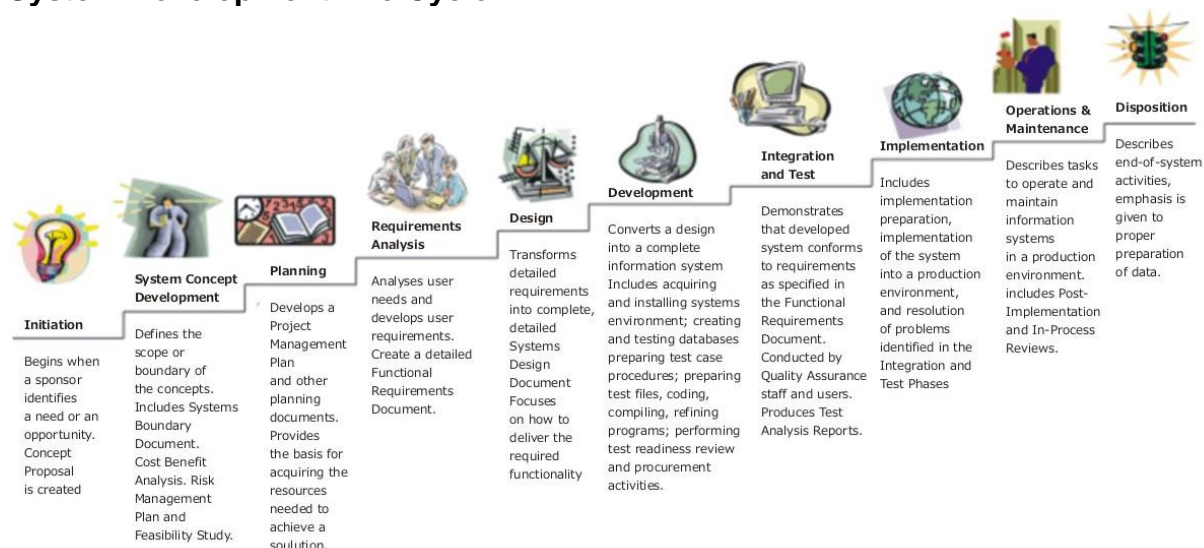 Initiation
Begins when
a sponsor
identifies
a need or an
opportunity.
Concept
Proposal
is created
System Concept
Development
Defines the
scope or
boundary of
the concepts.
Includes Systems
Boundary
Document.
Cost Benefit
Analysis. Risk
Management
Plan and
Feasibility Study.
Planning
Develops a
Project
Management
Plan
and other
planning
documents.
Provides
the basis for
acquiring the
resources
needed to
achieve a
soulution.
Requirements
Analysis
Analyses user
needs and
develops user
requirements.
Create a detailed
Functional
Requirements
Document.
Design
Transforms
detailed
requirements
into complete,
detailed
Systems
Design
Document
Focuses
on how to
deliver the
required
functionality
Development
Converts a design
into a complete
information system
Includes acquiring
and installing systems
environment; creating
and testing databases
preparing test case
procedures; preparing
test files, coding,
compiling, refining
programs; performing
test readiness review
and procurement
activities.
Integration
and Test
Demonstrates
that developed
system conforms
to requirements
as specified in
the Functional
Requirements
Document.
Conducted by
Quality Assurance
staff and users.
Produces Test
Analysis Reports.
Implementation
Includes
implementation
preparation,
implementation
of the system
into a production
environment,
and resolution
of problems
identified in the
Integration and
Test Phases
Operations &
Maintenance
Describes tasks
to operate and
maintain
information
systems
in a production
environment.
includes Post-
Implementation
and In-Process
Reviews.
Disposition
Describes
end-of-system
activities,
emphasis is
given to
proper
preparation
of data.